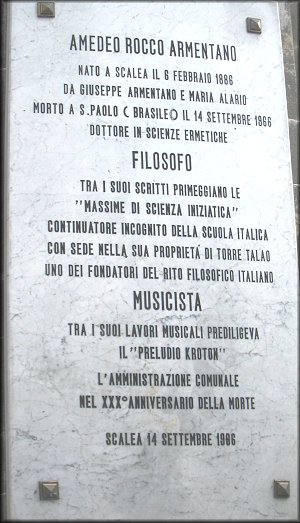 AMEDEO ROCCO ARMENTANO
NATO A SCALEA IL 6 FEBBRAIO 1886
DA GIUSEPPE ARMENTANO E MARIA ALARIO
MORTO A S. PAOLO ( BRASILE) IL 14 SETTEMBRE 1966
DOTTORE IN SCIENZE ERMETICHE
FILOSOFO
TRA I SUOI SCRITTI PRIMEGGIANO LE
"MASSIME DI SCIENZA INIZIATICA"
CONTINUATORE INCOGNITO DELLA SCUOLA ITALICA
CON SEDE NELLA SUA PROPRIETÁ DI TORRE TALAO
UNO DEI FONDATORI DEL RITO FILOSOFICO ITALIANO
MUSICISTA
TRA I SUOI LAVORI MUSICALI PREDILIGEVA
IL "PRELUDIO KROTON"
L'AMMINISTRAZIONE COMUNALE
NEL XXX° ANNIVERSARIO DELLA MORTE
SCALEA 14 SETTEMBRE 1986